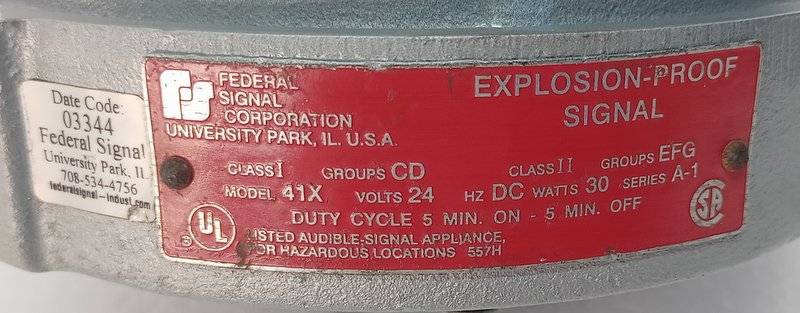 Date Code:
03344
Federal Signal
University Park, IL
708-534-4756
federalsignal-indust.com
FEDERAL
SIGNAL
CORPORATION
UNIVERSITY PARK, IL. U.S.A.
EXPLOSION-PROOF
SIGNAL
CLASS I GROUPS CD CLASS II GROUPS EFG
MODEL 41X VOLTS 24 HZ DC WATTS 30 SERIES A-1
DUTY CYCLE 5 MIN. ON - 5 MIN. OFF
UL
®
LISTED AUDIBLE-SIGNAL APPLIANCE,
FOR HAZARDOUS LOCATIONS 557H
SA